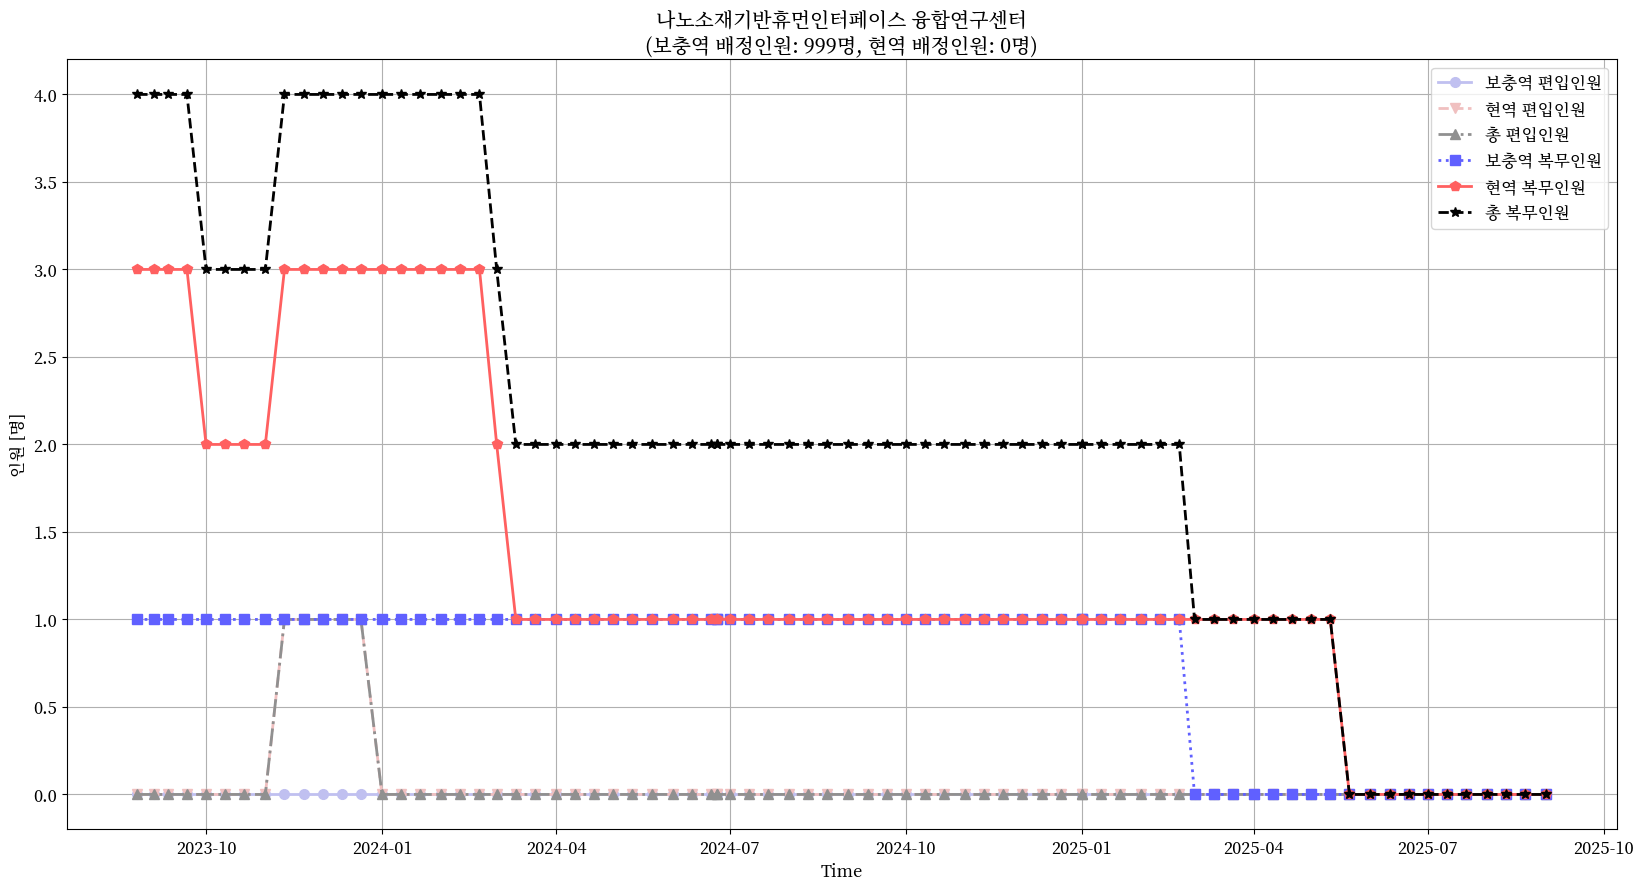 나노소재기반휴먼인터페이스 융합연구센터
(보충역 배정인원: 999명, 현역 배정인원: 0명)
보충역 편입인원
현역 편입인원
총 편입인원
보충역 복무인원
현역 복무인원
총 복무인원
인원 [명]
4.0
3.5
3.0
2.5
2.0
1.5
1.0
0.5
0.0
2023-10 2024-01 2024-04 2024-07 2024-10 2025-01 2025-04 2025-07 2025-10
Time